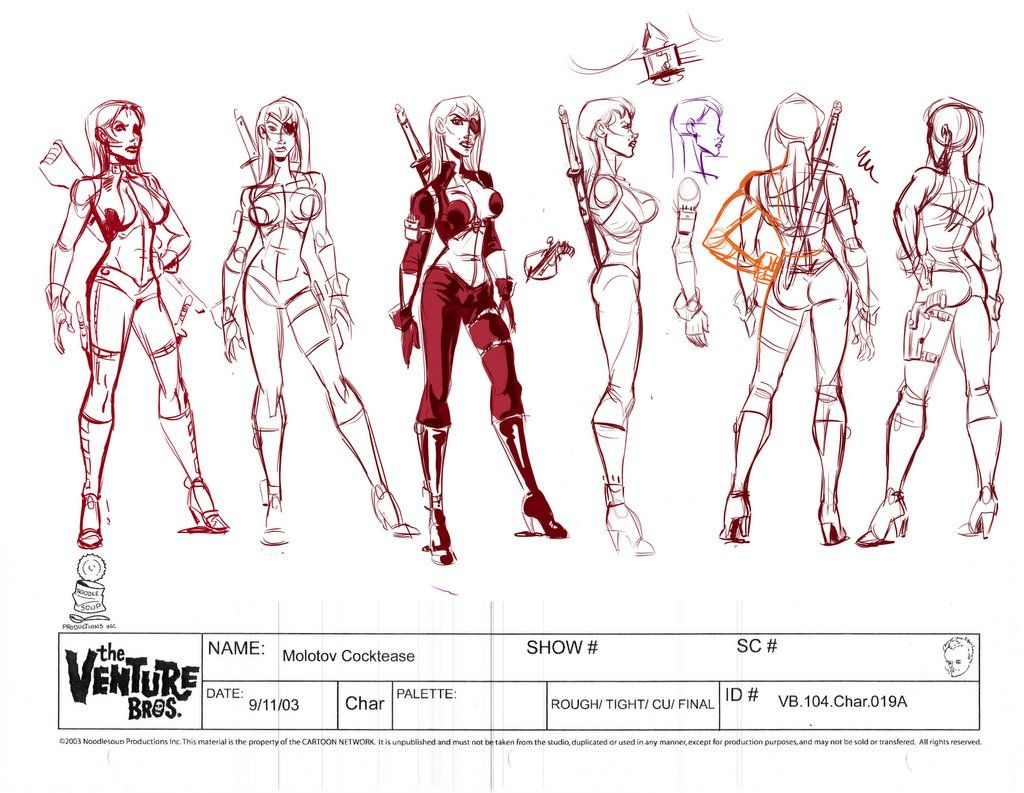 NOODLE
SOUP
PRODUCTIONS INC.
the
VENTURE
BROS.
NAME: Molotov Cocktease
SHOW #
SC #
DATE: 9/11/03
Char
PALETTE:
ROUGH/ TIGHT/ CU/ FINAL
ID # VB.104.Char.019A
©2003 Noodlesoup Productions Inc. This material is the property of the CARTOON NETWORK. It is unpublished and must not be taken from the studio, duplicated or used in any manner, except for production purposes, and may not be sold or transfered. All rights reserved.